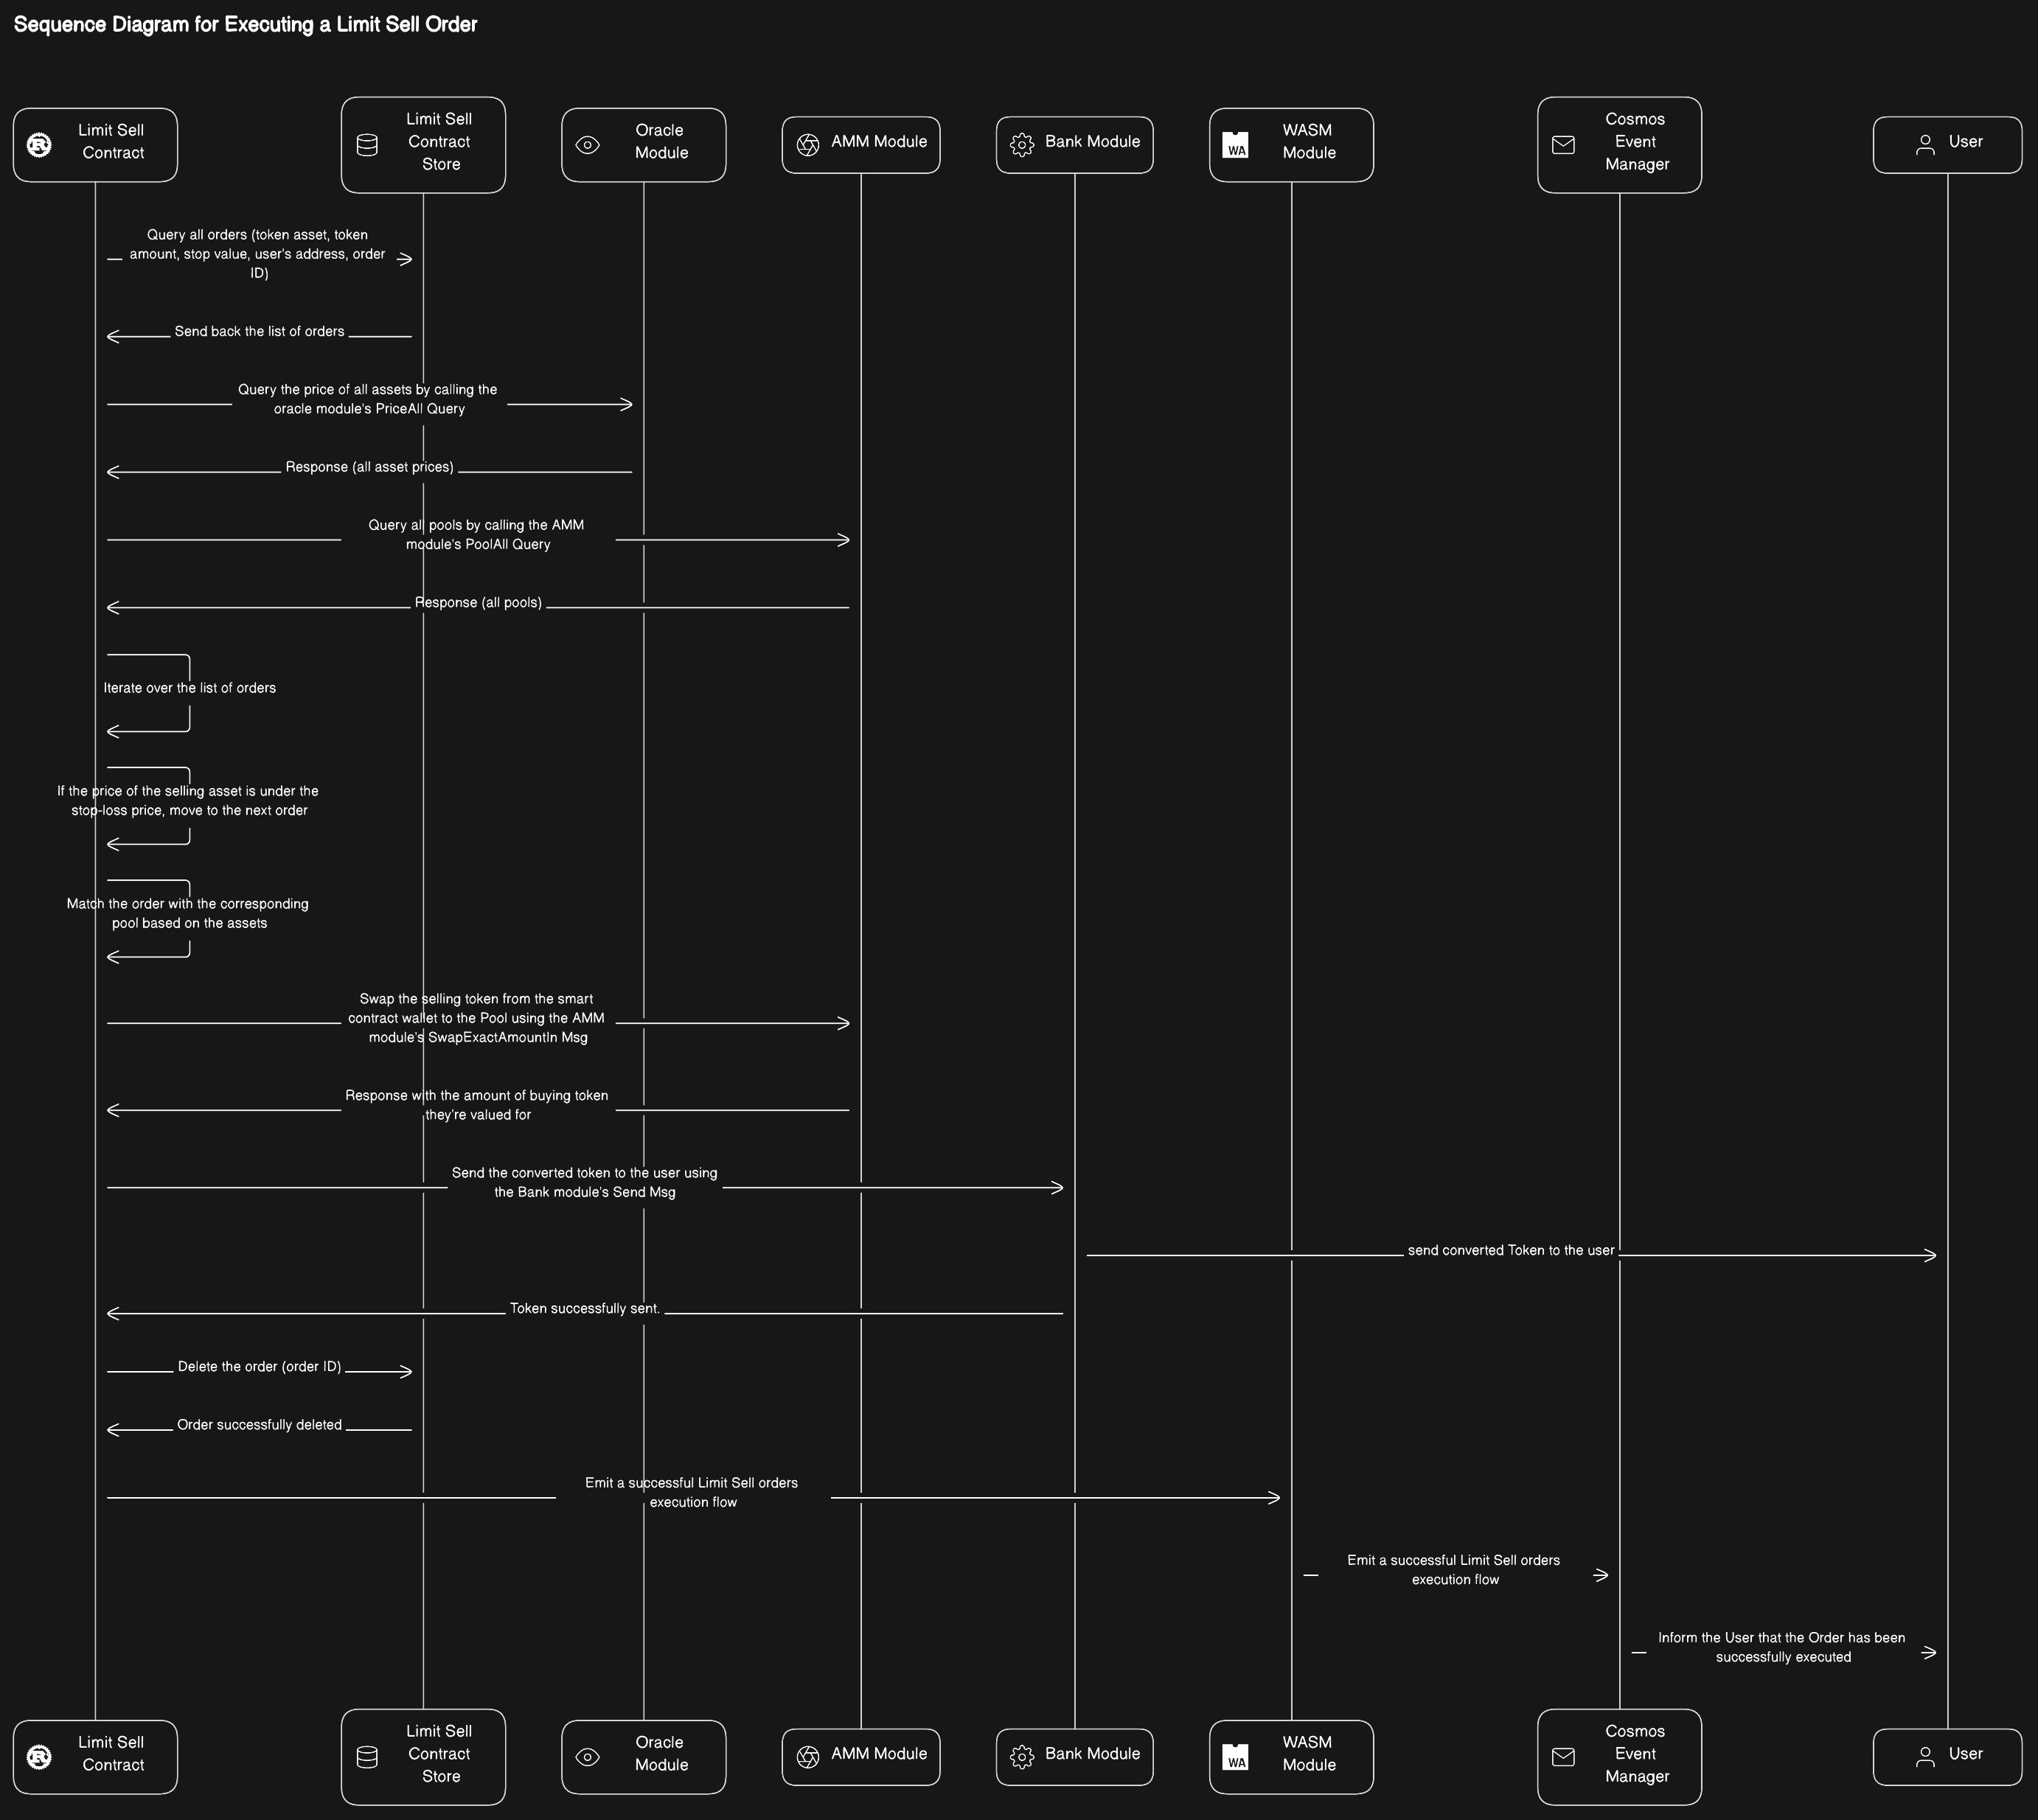 Sequence Diagram for Executing a Limit Sell Order
Limit Sell
Contract
Limit Sell
Contract
Store
Oracle
Module
AMM Module
Bank Module
WA
WASM
Module
Cosmos
Event
Manager
User
Query all orders (token asset, token
amount, stop value, user's address, order
ID)
Send back the list of orders
Query the price of all assets by calling the
oracle module's PriceAll Query
Response (all asset prices)
Query all pools by calling the AMM
module's PoolAll Query
Response (all pools)
Iterate over the list of orders
If the price of the selling asset is under the
stop-loss price, move to the next order
Match the order with the corresponding
pool based on the assets
Swap the selling token from the smart
contract wallet to the Pool using the AMM
module's SwapExactAmountIn Msg
Response with the amount of buying token
they're valued for
Send the converted token to the user using
the Bank module's Send Msg
send converted Token to the user
Token successfully sent.
Delete the order (order ID)
Order successfully deleted
Emit a successful Limit Sell orders
execution flow
Emit a successful Limit Sell orders
execution flow
Inform the User that the Order has been
successfully executed
R
Limit Sell
Contract
Limit Sell
Contract
Store
Oracle
Module
AMM Module
Bank Module
WA
WASM
Module
Cosmos
Event
Manager
User